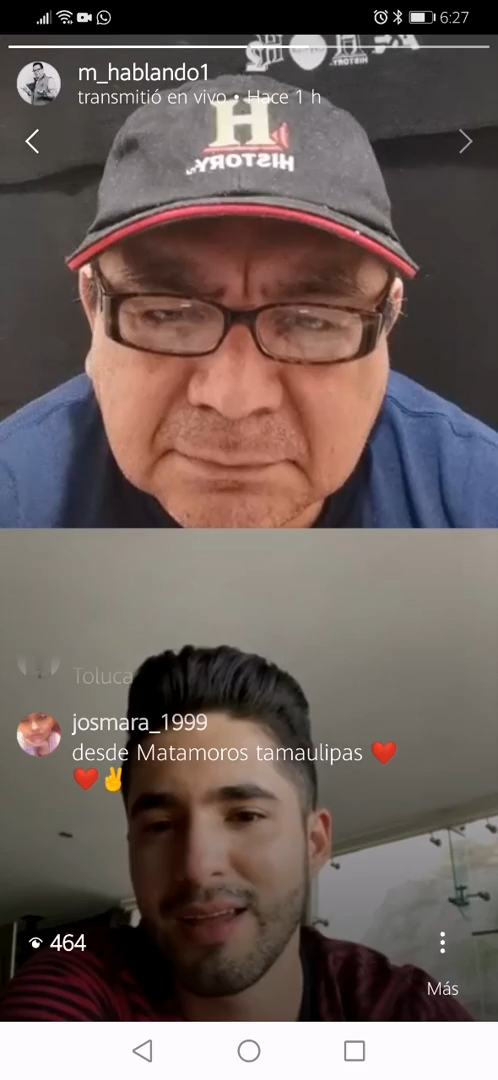 6:27
m_hablando1
transmitió en vivo • Hace 1 h
H
HISTORY
Toluca
josmara_1999
desde Matamoros tamaulipas ❤️
❤️✌️
464
Más